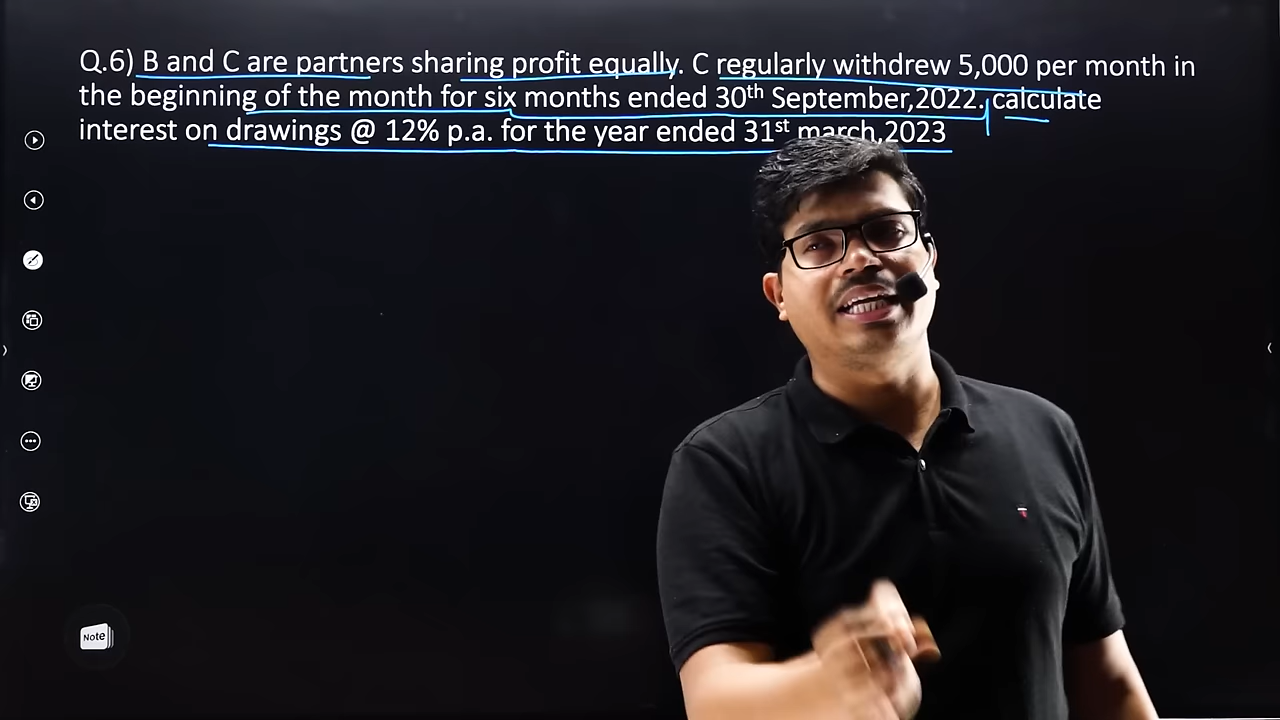 Q.6) B and C are partners sharing profit equally. C regularly withdrew 5,000 per month in
the beginning of the month for six months ended 30th September,2022. calculate
interest on drawings @ 12% p.a. for the year ended 31st march,2023
Note